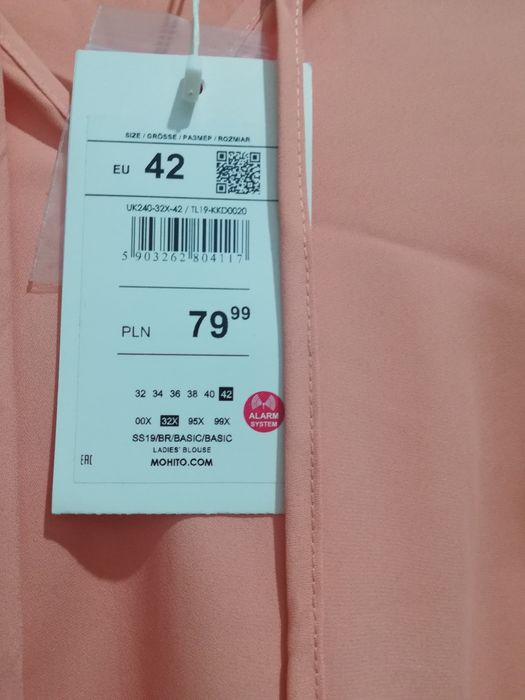 SIZE / GRÖSSE / РАЗМЕР / ROZMIAR
EU 42
UK240-32X-42 / TL19-KKD0020
5 903262 804117
PLN 79 99
32 34 36 38 40 42
00X 32X 95X 99X
ALARM
SYSTEM
SS19/BR/BASIC/BASIC
LADIES' BLOUSE
EAC MOHITO.COM